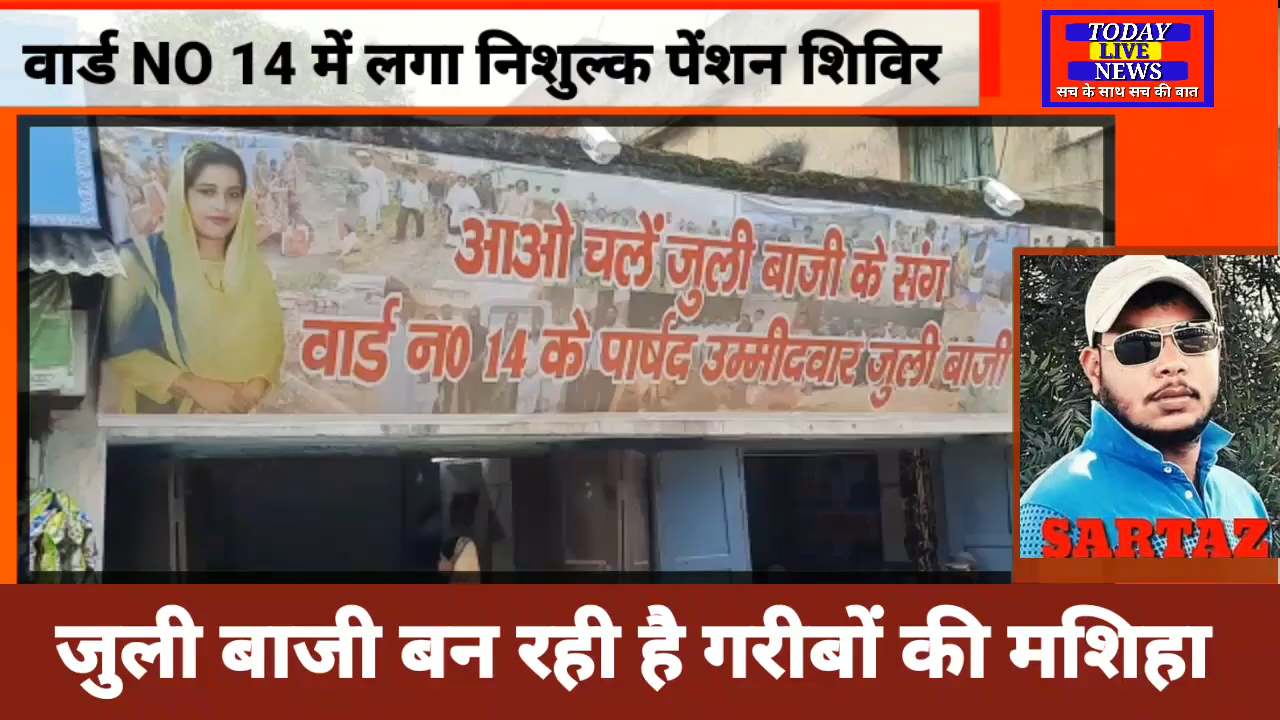 वार्ड NO 14 में लगा निशुल्क पेंशन शिविर
TODAY
LIVE
NEWS
सच के साथ सच की बात
आओ चलें जुली बाजी के संग
वार्ड न0 14 के पार्षद उम्मीदवार जुली बाजी
SARTAZ
जुली बाजी बन रही है गरीबों की मशिहा